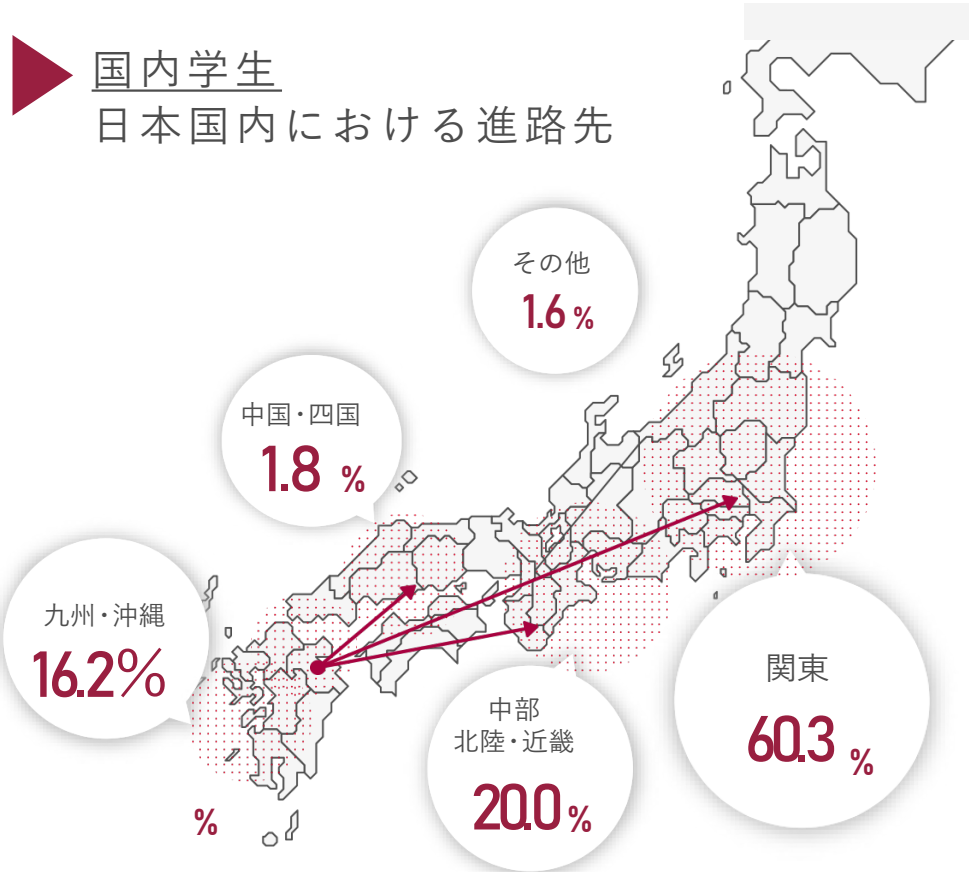 国内学生
日本国内における進路先
その他
1.6 %
中国・四国
1.8 %
九州・沖縄
16.2%
中部
北陸・近畿
20.0 %
関東
60.3 %
%